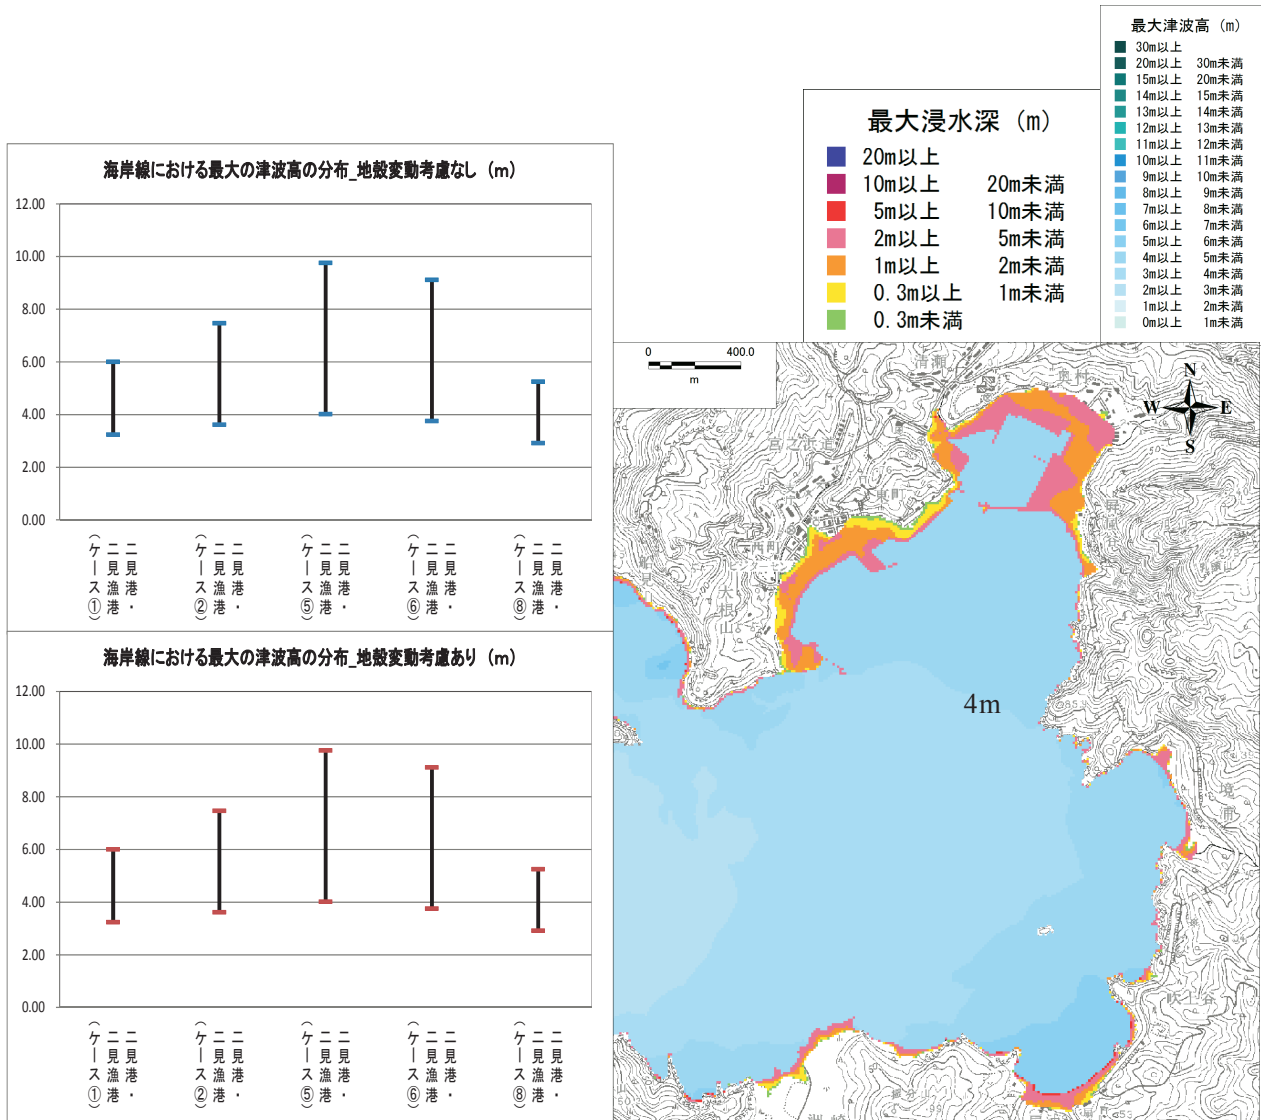 海岸線における最大の津波高の分布_地殻変動考慮なし (m)
12.00
10.00
8.00
6.00
4.00
2.00
0.00
二見港・
二見漁港
(ケース①)
二見港・
二見漁港
(ケース②)
二見港・
二見漁港
(ケース⑤)
二見港・
二見漁港
(ケース⑥)
二見港・
二見漁港
(ケース⑧)
海岸線における最大の津波高の分布_地殻変動考慮あり (m)
12.00
10.00
8.00
6.00
4.00
2.00
0.00
二見港・
二見漁港
(ケース①)
二見港・
二見漁港
(ケース②)
二見港・
二見漁港
(ケース⑤)
二見港・
二見漁港
(ケース⑥)
二見港・
二見漁港
(ケース⑧)
最大浸水深 (m)
20m以上
10m以上 20m未満
5m以上 10m未満
2m以上 5m未満
1m以上 2m未満
0.3m以上 1m未満
0.3m未満
最大津波高 (m)
30m以上
20m以上 30m未満
15m以上 20m未満
14m以上 15m未満
13m以上 14m未満
12m以上 13m未満
11m以上 12m未満
10m以上 11m未満
9m以上 10m未満
8m以上 9m未満
7m以上 8m未満
6m以上 7m未満
5m以上 6m未満
4m以上 5m未満
3m以上 4m未満
2m以上 3m未満
1m以上 2m未満
0m以上 1m未満
0 400.0
m
N
W E
S
清瀬
奥村
宮之浜道
東町
西町
大根山
4m
境浦
吹上谷